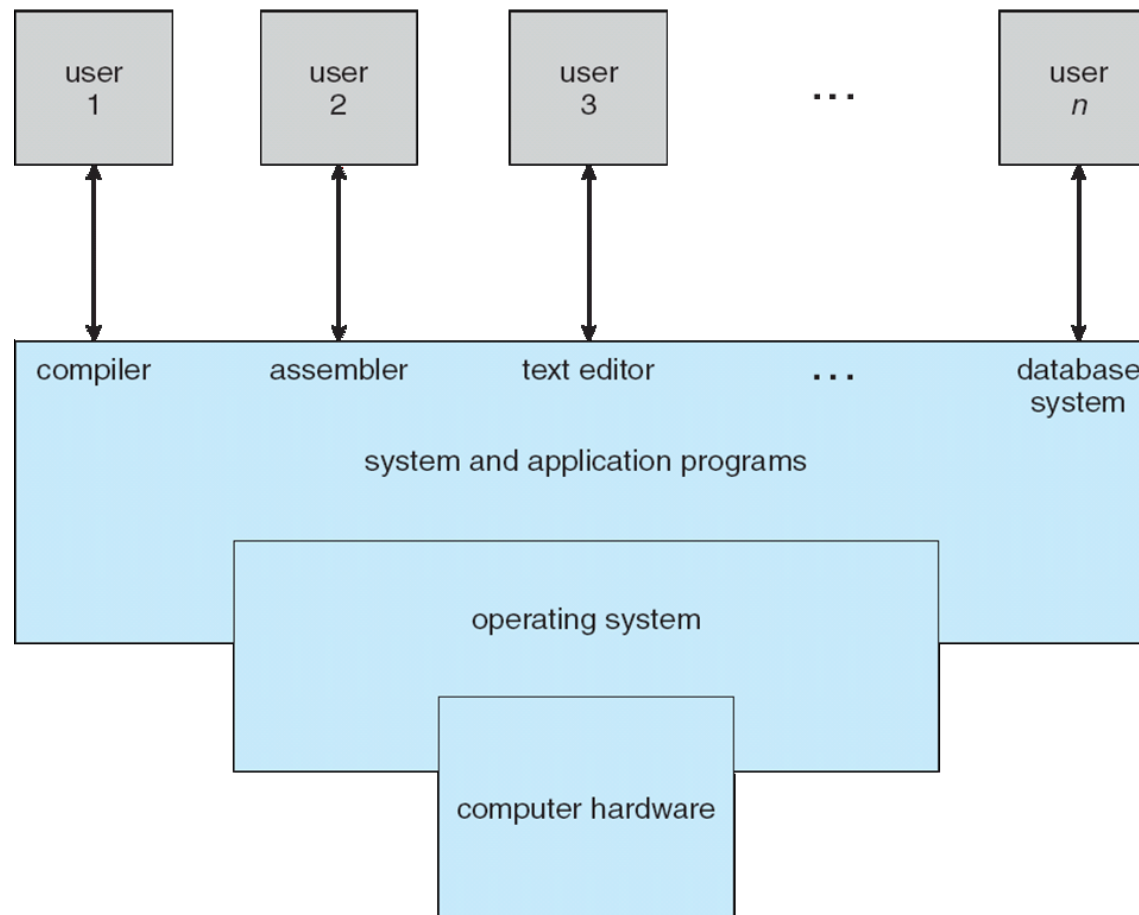 user
1
user
2
user
3
...
user
n
compiler
assembler
text editor
...
database
system
system and application programs
operating system
computer hardware